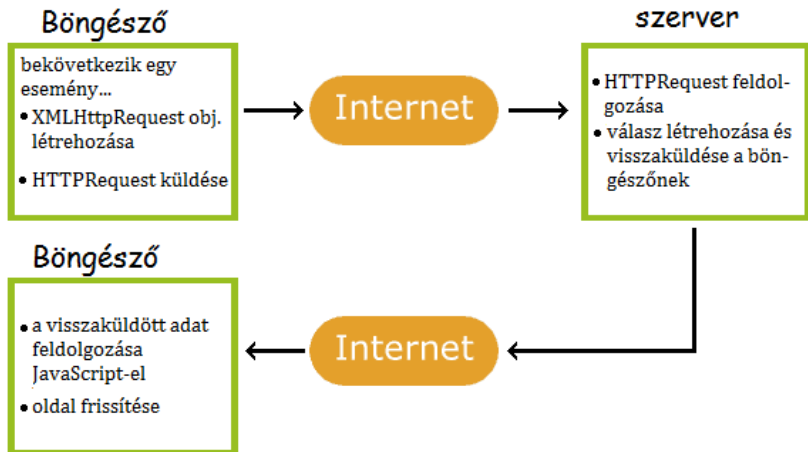 Böngésző
bekövetkezik egy
esemény...
• XMLHttpRequest obj.
létrehozása
• HTTPRequest küldése
Internet
szerver
• HTTPRequest feldol-
gozása
• válasz létrehozása és
visszaküldése a bön-
gészőnek
Böngésző
• a visszaküldött adat
feldolgozása
JavaScript-el
• oldal frissítése
Internet